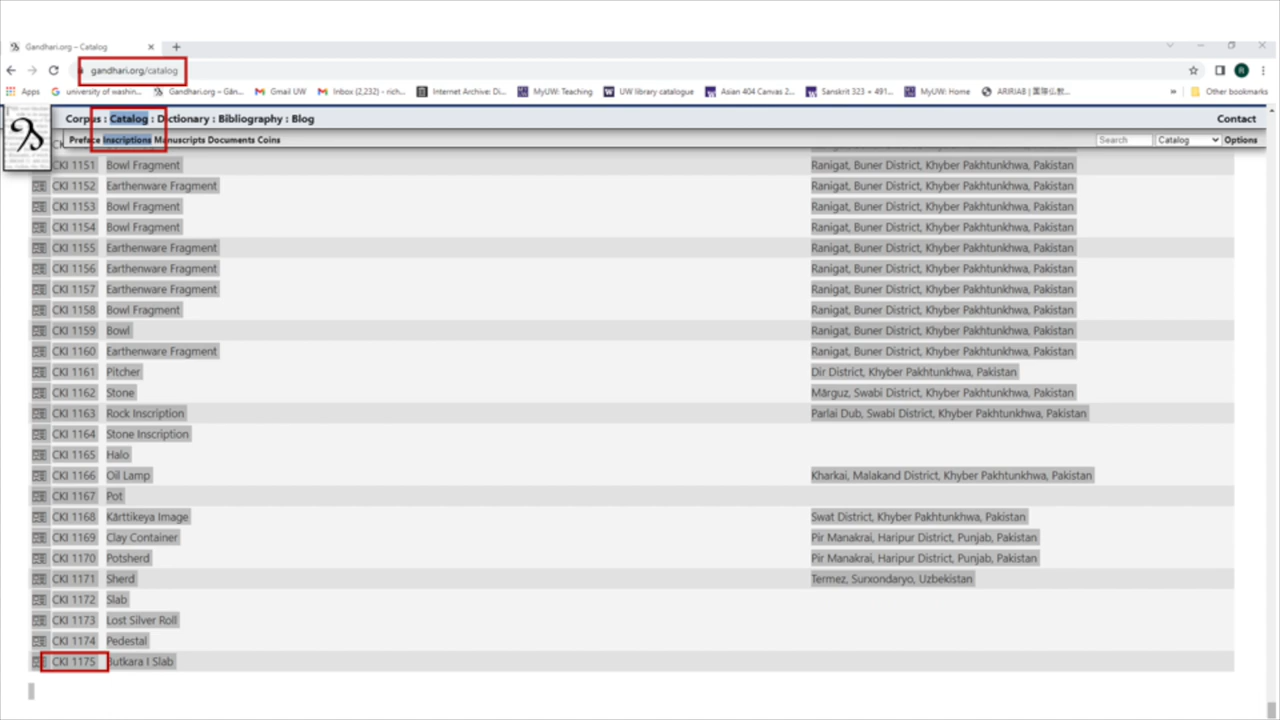 Gandhari.org – Catalog
gandhari.org/catalog
Apps university of washin... Gandhari.org – Gān... Gmail UW Inbox (2,232) - rich... Internet Archive: Di... MyUW: Teaching UW library catalogue Asian 404 Canvas 2... Sanskrit 323 + 491... MyUW: Home Other bookmarks
Corpus : Catalog : Dictionary : Bibliography : Blog Contact
Preface Inscriptions Manuscripts Documents Coins Search Catalog Options
CKI 1151 Bowl Fragment Ranigat, Buner District, Khyber Pakhtunkhwa, Pakistan
CKI 1152 Earthenware Fragment Ranigat, Buner District, Khyber Pakhtunkhwa, Pakistan
CKI 1153 Bowl Fragment Ranigat, Buner District, Khyber Pakhtunkhwa, Pakistan
CKI 1154 Bowl Fragment Ranigat, Buner District, Khyber Pakhtunkhwa, Pakistan
CKI 1155 Earthenware Fragment Ranigat, Buner District, Khyber Pakhtunkhwa, Pakistan
CKI 1156 Earthenware Fragment Ranigat, Buner District, Khyber Pakhtunkhwa, Pakistan
CKI 1157 Earthenware Fragment Ranigat, Buner District, Khyber Pakhtunkhwa, Pakistan
CKI 1158 Bowl Fragment Ranigat, Buner District, Khyber Pakhtunkhwa, Pakistan
CKI 1159 Bowl Ranigat, Buner District, Khyber Pakhtunkhwa, Pakistan
CKI 1160 Earthenware Fragment Ranigat, Buner District, Khyber Pakhtunkhwa, Pakistan
CKI 1161 Pitcher Dir District, Khyber Pakhtunkhwa, Pakistan
CKI 1162 Stone Mārguz, Swabi District, Khyber Pakhtunkhwa, Pakistan
CKI 1163 Rock Inscription Parlai Dub, Swabi District, Khyber Pakhtunkhwa, Pakistan
CKI 1164 Stone Inscription
CKI 1165 Halo
CKI 1166 Oil Lamp Kharkai, Malakand District, Khyber Pakhtunkhwa, Pakistan
CKI 1167 Pot
CKI 1168 Kārttikeya Image Swat District, Khyber Pakhtunkhwa, Pakistan
CKI 1169 Clay Container Pir Manakrai, Haripur District, Punjab, Pakistan
CKI 1170 Potsherd Pir Manakrai, Haripur District, Punjab, Pakistan
CKI 1171 Sherd Termez, Surxondaryo, Uzbekistan
CKI 1172 Slab
CKI 1173 Lost Silver Roll
CKI 1174 Pedestal
CKI 1175 Butkara I Slab